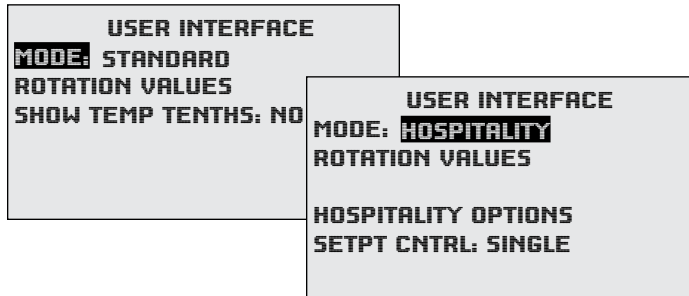 USER INTERFACE
MODE: STANDARD
ROTATION VALUES
SHOW TEMP TENTHS: NO
USER INTERFACE
MODE: HOSPITALITY
ROTATION VALUES
HOSPITALITY OPTIONS
SETPT CNTRL: SINGLE